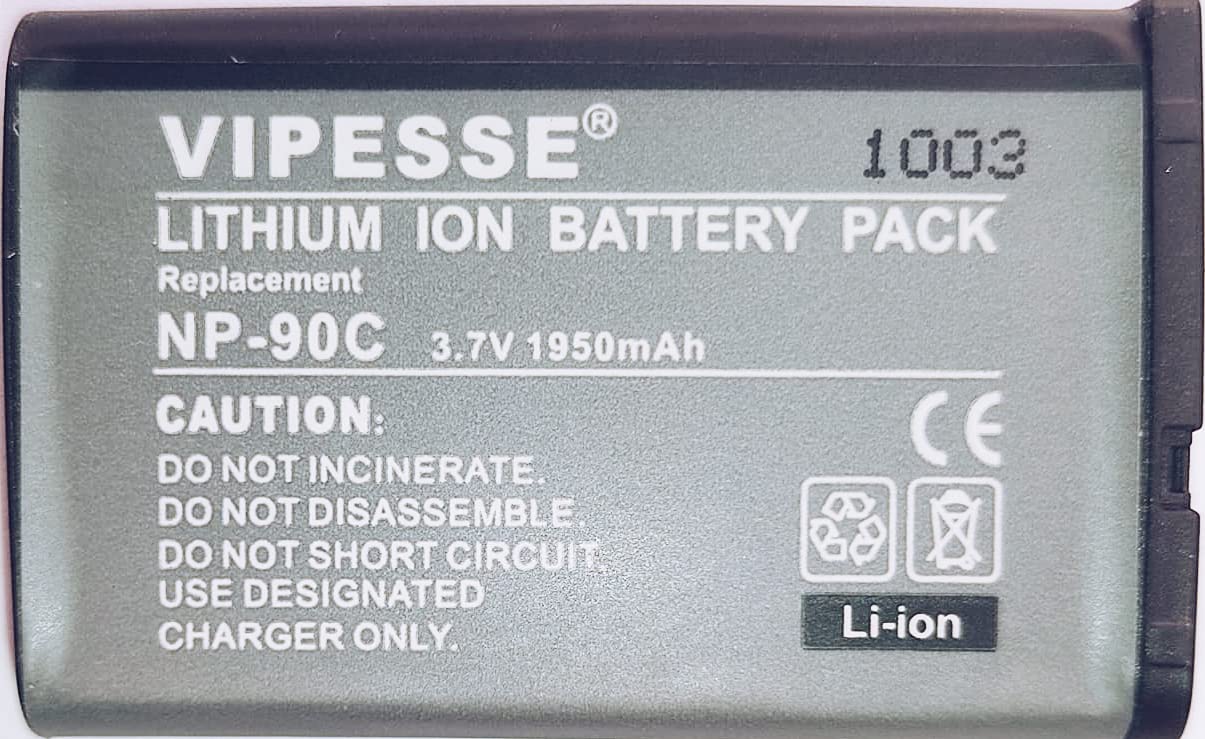 VIPESSE® 1003
LITHIUM ION BATTERY PACK
Replacement
NP-90C 3.7V 1950mAh
CAUTION:
DO NOT INCINERATE.
DO NOT DISASSEMBLE.
DO NOT SHORT CIRCUIT.
USE DESIGNATED
CHARGER ONLY.
CE
Li-ion